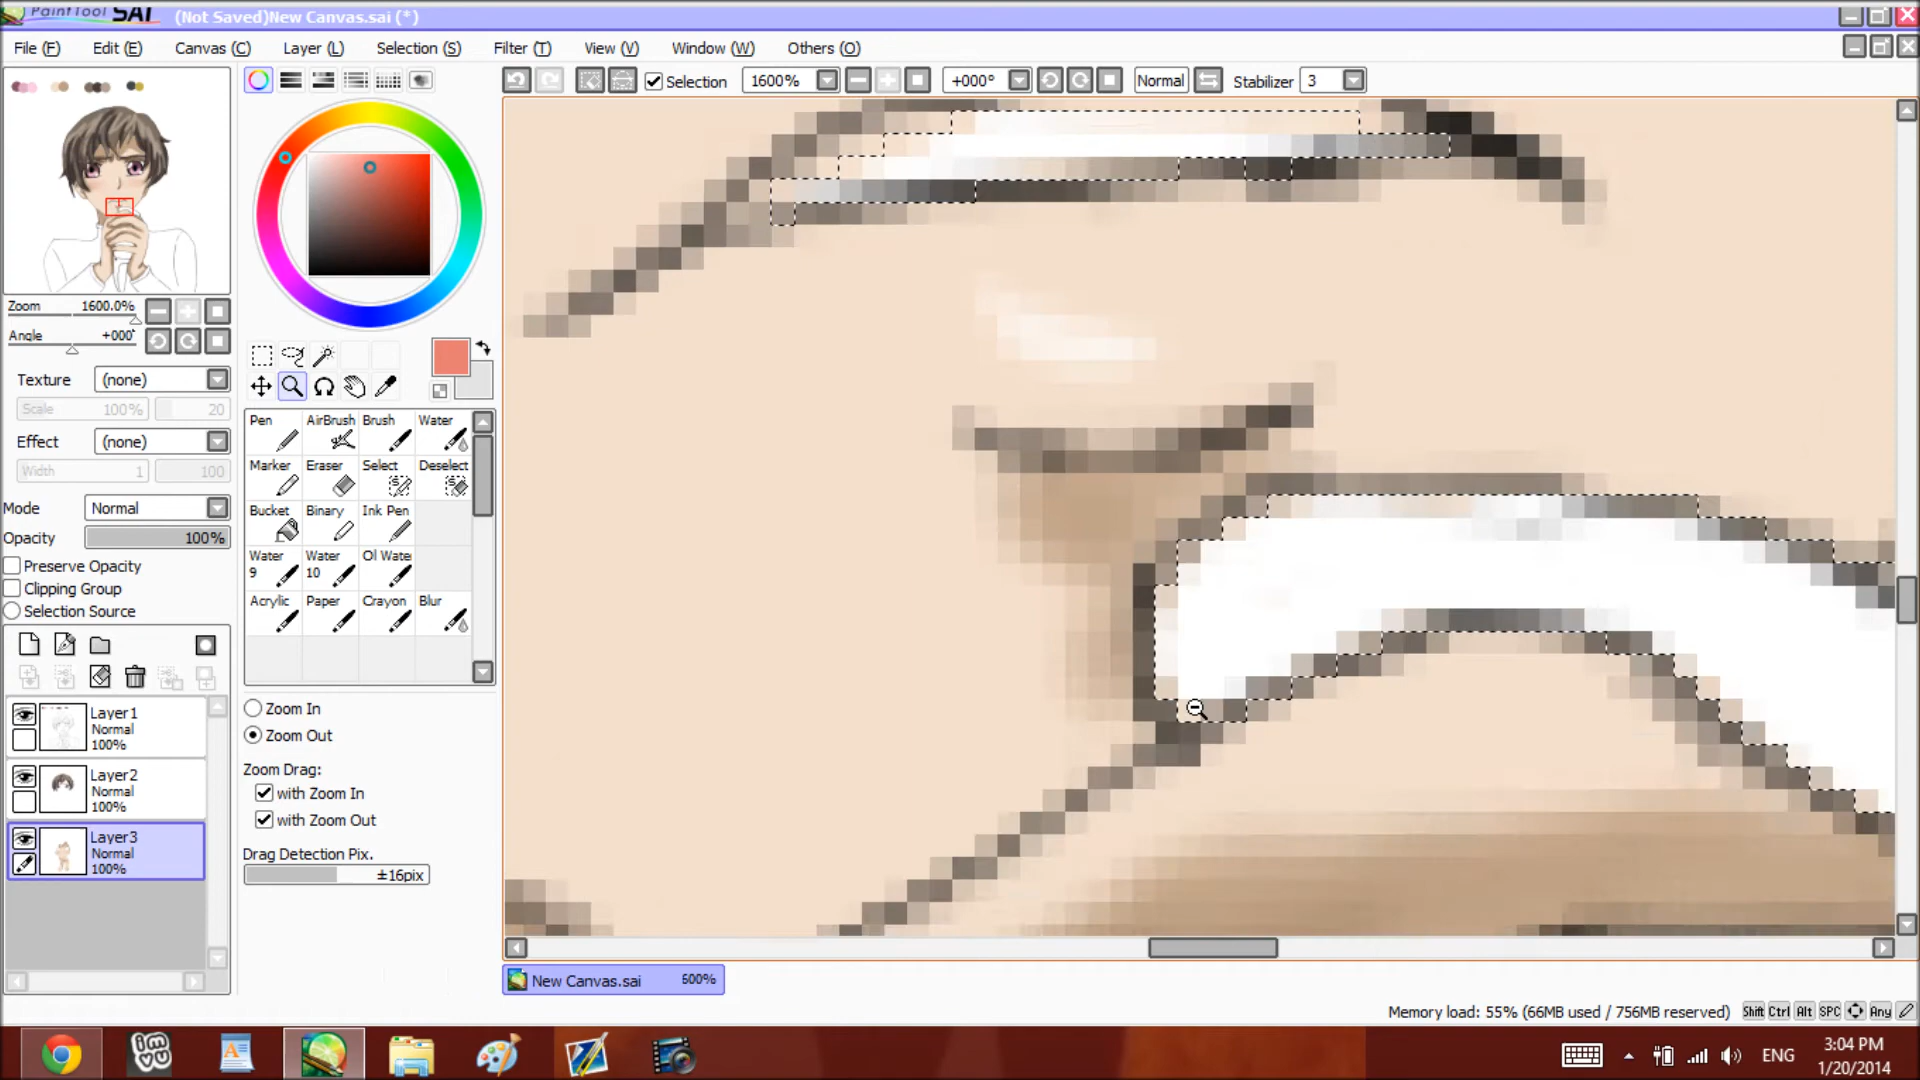 PaintTool SAI (Not Saved)New Canvas.sai (*)
File (F) Edit (E) Canvas (C) Layer (L) Selection (S) Filter (T) View (V) Window (W) Others (O)
Selection 1600% +000° Normal Stabilizer 3
Zoom 1600.0%
Angle +000°
Texture (none)
Scale 100% 20
Effect (none)
Width 1 100
Mode Normal
Opacity 100%
Preserve Opacity
Clipping Group
Selection Source
Layer1
Normal
100%
Layer2
Normal
100%
Layer3
Normal
100%
Pen AirBrush Brush Water
Marker Eraser Select Deselect
Bucket Binary Ink Pen
Water 9 Water 10 Ol Wate
Acrylic Paper Crayon Blur
Zoom In
Zoom Out
Zoom Drag:
with Zoom In
with Zoom Out
Drag Detection Pix.
±16pix
New Canvas.sai 600%
Memory load: 55% (66MB used / 756MB reserved) Shift Ctrl Alt SPC Any
imvu
ENG
3:04 PM
1/20/2014